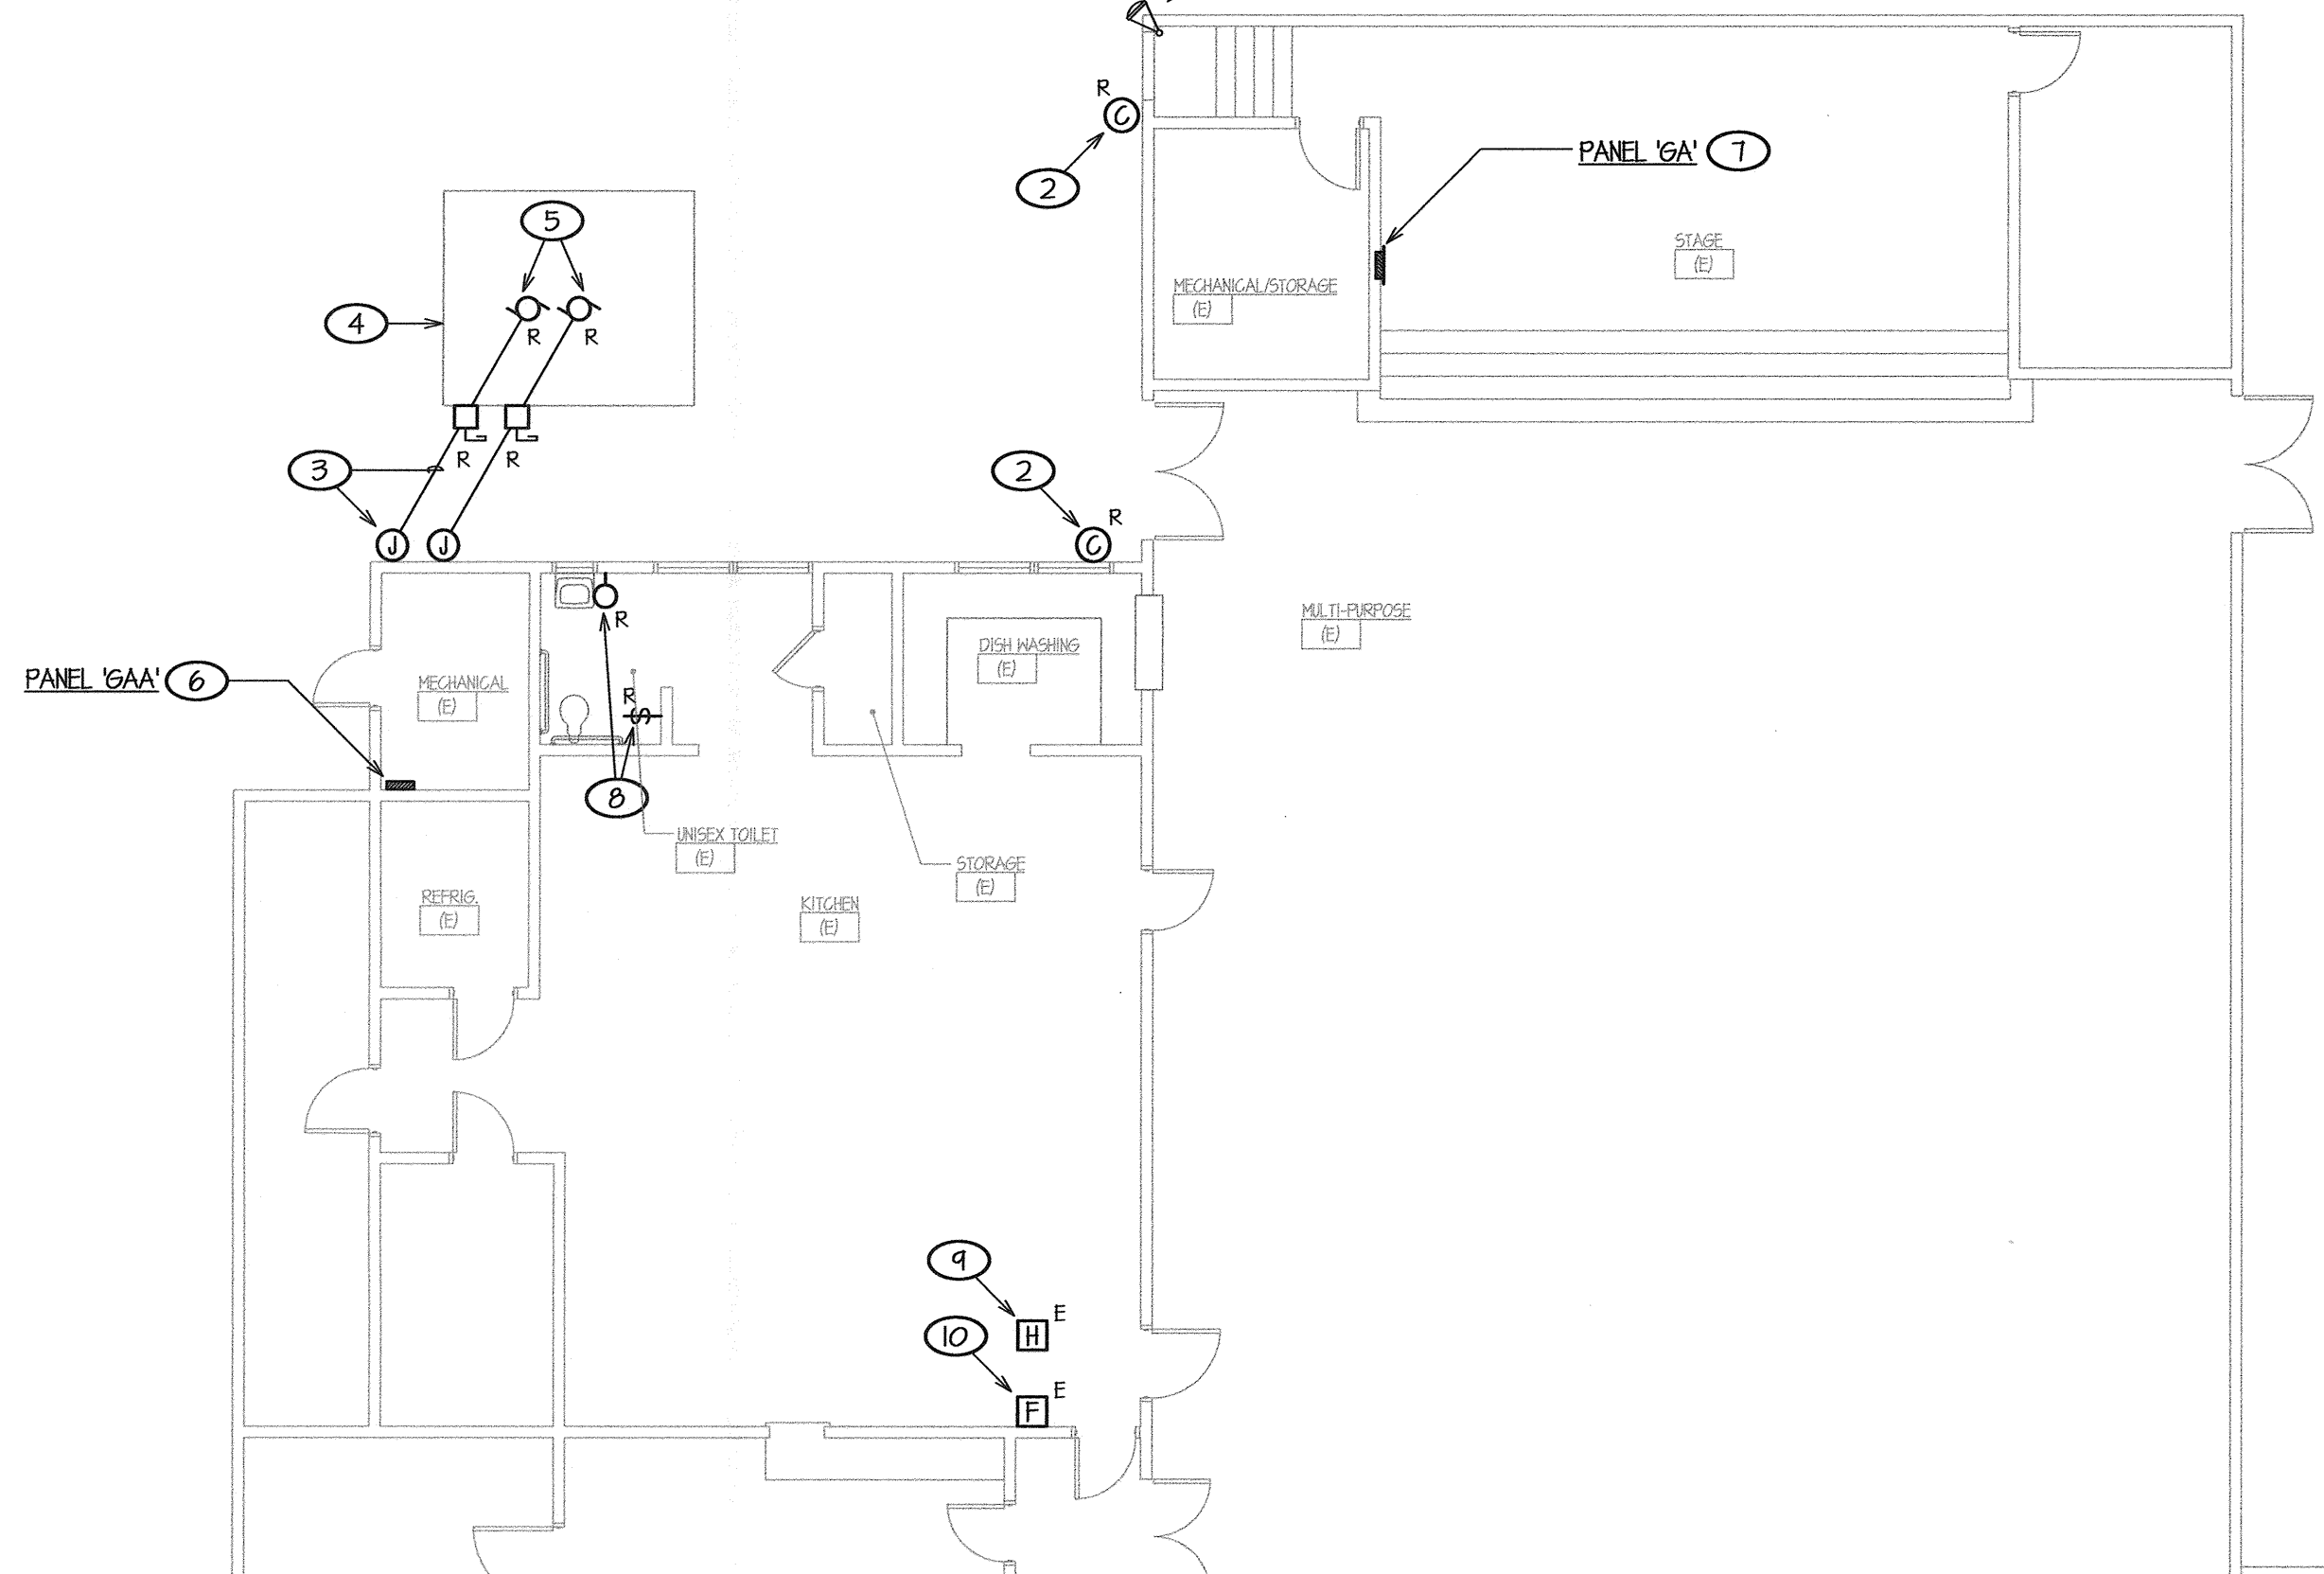 R
C
2
PANEL 'GA' 7
5
STAGE
(E)
MECHANICAL/STORAGE
(E)
4
R R
3
R R
2
R
J J
C
MULTI-PURPOSE
(E)
R
DISH WASHING
(E)
PANEL 'GAA' 6
MECHANICAL
(E)
R
S
8
UNISEX TOILET
(E)
STORAGE
(E)
REFRIG.
(E)
KITCHEN
(E)
9
E
H
10
E
F